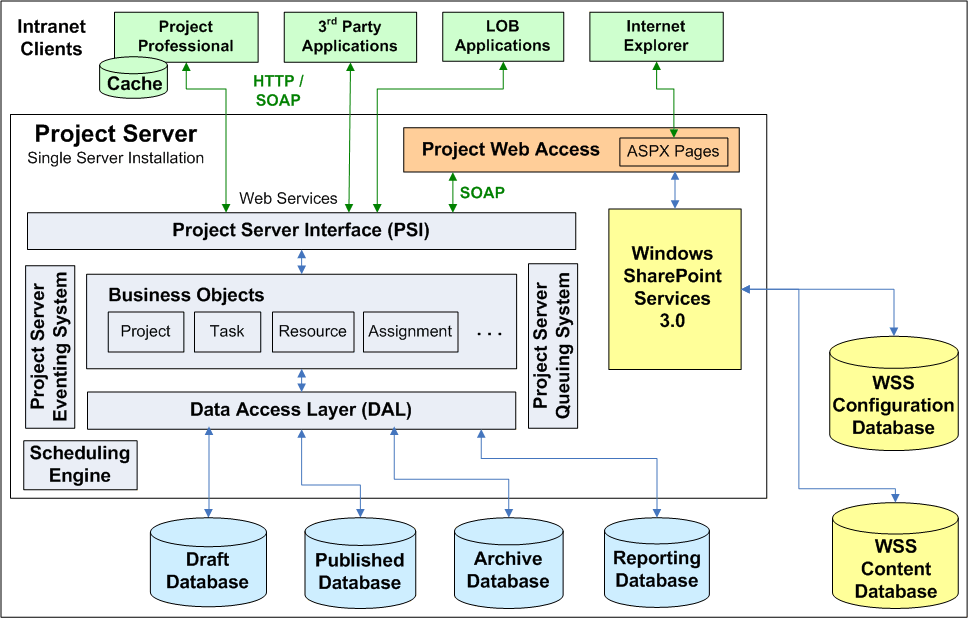 Intranet
Clients
Project
Professional
Cache
3rd Party
Applications
LOB
Applications
Internet
Explorer
HTTP /
SOAP
Project Server
Single Server Installation
Project Web Access
ASPX Pages
Web Services
SOAP
Project Server Interface (PSI)
Windows
SharePoint
Services
3.0
Project Server
Eventing System
Business Objects
Project
Task
Resource
Assignment
. . .
Project Server
Queuing System
Data Access Layer (DAL)
Scheduling
Engine
WSS
Configuration
Database
Draft
Database
Published
Database
Archive
Database
Reporting
Database
WSS
Content
Database